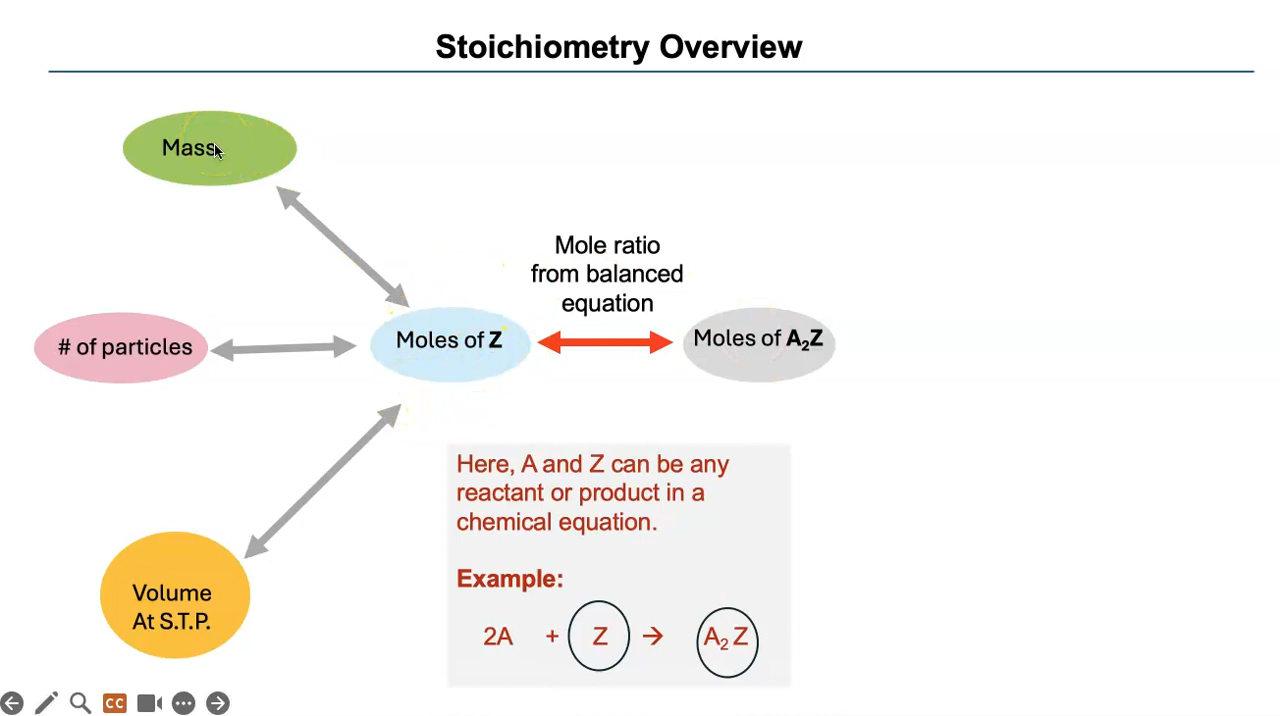 Stoichiometry Overview
Mass
Mole ratio
from balanced
equation
# of particles
Moles of Z
Moles of A₂Z
Here, A and Z can be any
reactant or product in a
chemical equation.
Example:
2A + Z → A₂ Z
Volume
At S.T.P.
CC